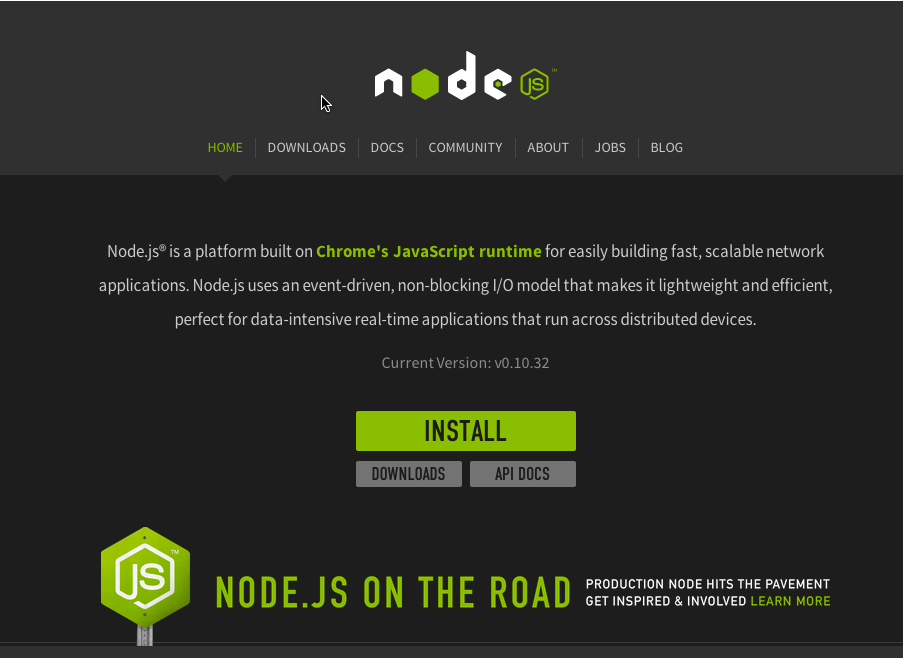 node JS ™
HOME DOWNLOADS DOCS COMMUNITY ABOUT JOBS BLOG
Node.js® is a platform built on Chrome's JavaScript runtime for easily building fast, scalable network
applications. Node.js uses an event-driven, non-blocking I/O model that makes it lightweight and efficient,
perfect for data-intensive real-time applications that run across distributed devices.
Current Version: v0.10.32
INSTALL
DOWNLOADS API DOCS
JS ™
NODE.JS ON THE ROAD
PRODUCTION NODE HITS THE PAVEMENT
GET INSPIRED & INVOLVED LEARN MORE